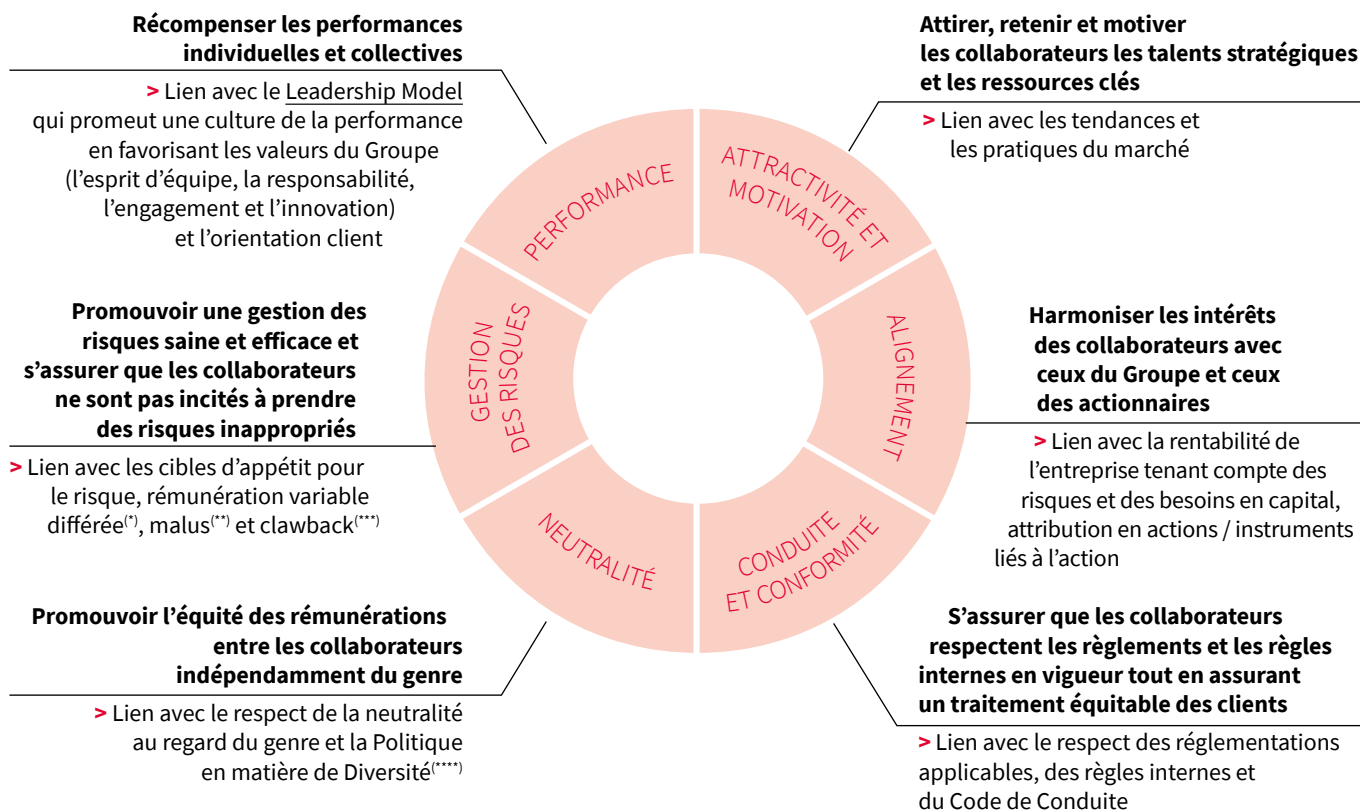 Récompenser les performances
individuelles et collectives
> Lien avec le Leadership Model
qui promeut une culture de la performance
en favorisant les valeurs du Groupe
(l’esprit d’équipe, la responsabilité,
l’engagement et l’innovation)
et l’orientation client
Attirer, retenir et motiver
les collaborateurs les talents stratégiques
et les ressources clés
> Lien avec les tendances et
les pratiques du marché
PERFORMANCE
ATTRACTIVITÉ ET
MOTIVATION
Promouvoir une gestion des
risques saine et efficace et
s’assurer que les collaborateurs
ne sont pas incités à prendre
des risques inappropriés
> Lien avec les cibles d’appétit pour
le risque, rémunération variable
différée(*), malus(**) et clawback(***)
GESTION
DES RISQUES
ALIGNEMENT
Harmoniser les intérêts
des collaborateurs avec
ceux du Groupe et ceux
des actionnaires
> Lien avec la rentabilité de
l’entreprise tenant compte des
risques et des besoins en capital,
attribution en actions / instruments
liés à l’action
NEUTRALITÉ
CONDUITE
ET CONFORMITÉ
Promouvoir l’équité des rémunérations
entre les collaborateurs
indépendamment du genre
> Lien avec le respect de la neutralité
au regard du genre et la Politique
en matière de Diversité(****)
S’assurer que les collaborateurs
respectent les règlements et les règles
internes en vigueur tout en assurant
un traitement équitable des clients
> Lien avec le respect des réglementations
applicables, des règles internes et
du Code de Conduite